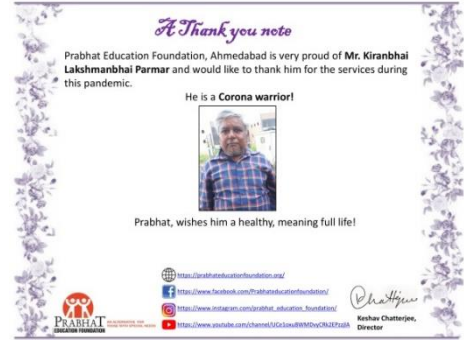 A Thank you note
Prabhat Education Foundation, Ahmedabad is very proud of Mr. Kiranbhai
Lakshmanbhai Parmar and would like to thank him for the services during
this pandemic.
He is a Corona warrior!
Prabhat, wishes him a healthy, meaning full life!
https://prabhateducationfoundation.org/
https://www.facebook.com/Prabhateducationfoundation/
https://www.instagram.com/prabhat_education_foundation/
PRABHAT
EDUCATION FOUNDATION
Keshav Chatterjee,
Director